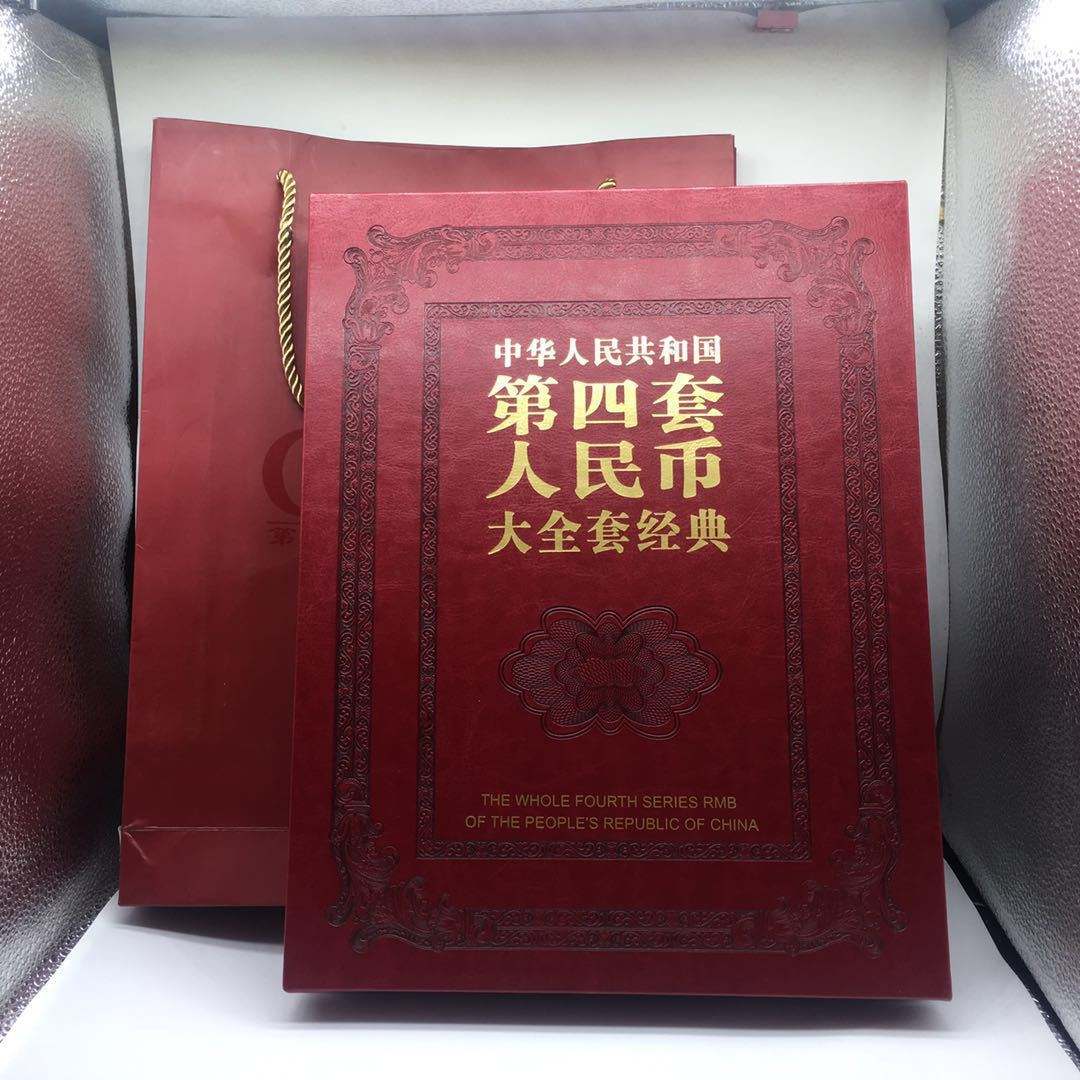 中华人民共和国
第四套
人民币
大全套经典
THE WHOLE FOURTH SERIES RMB
OF THE PEOPLE'S REPUBLIC OF CHINA
第